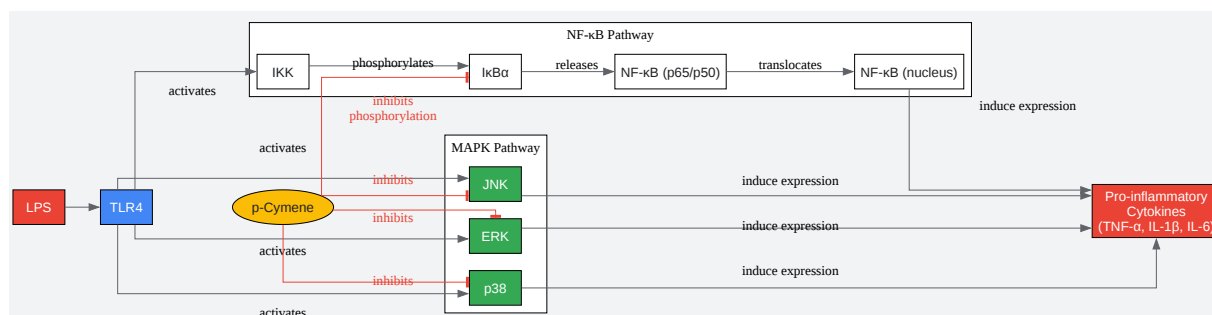 NF-κB Pathway
IKK
phosphorylates
IκBα
releases
NF-κB (p65/p50)
translocates
NF-κB (nucleus)
activates
inhibits
phosphorylation
induce expression
activates
MAPK Pathway
LPS
TLR4
p-Cymene
inhibits
JNK
induce expression
Pro-inflammatory
Cytokines
(TNF-α, IL-1β, IL-6)
inhibits
ERK
induce expression
activates
inhibits
p38
induce expression
activates